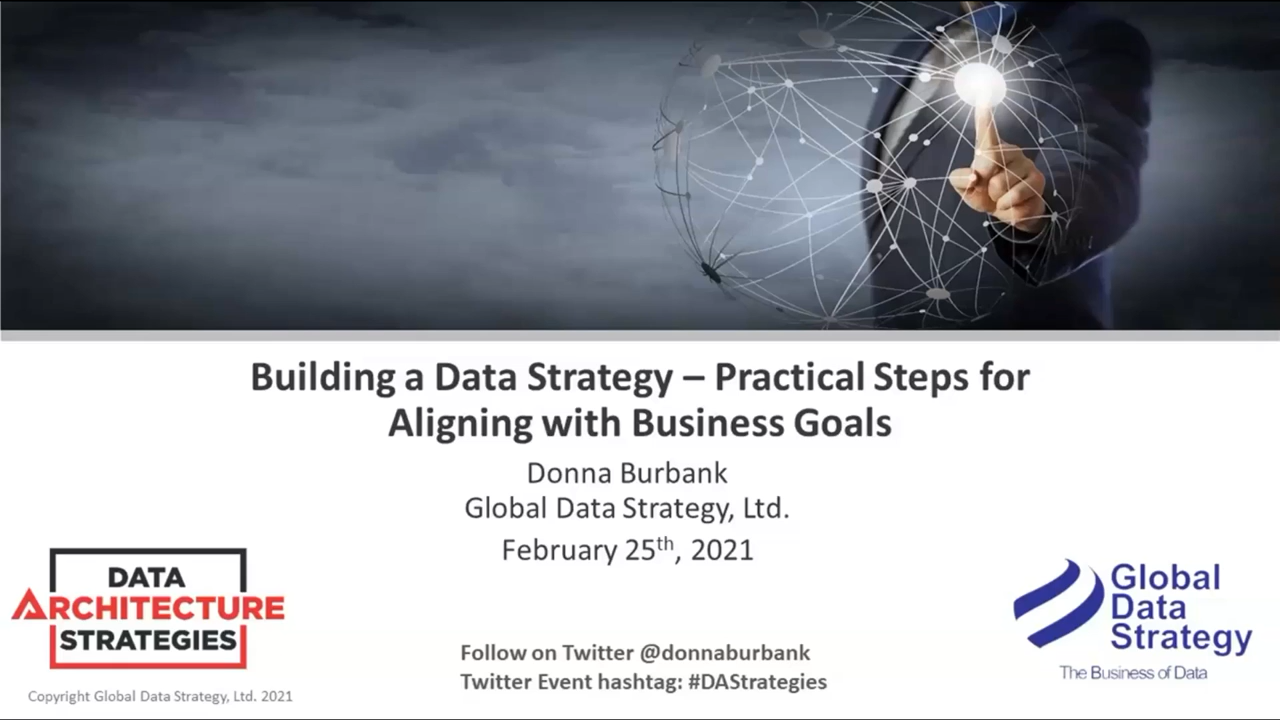 Building a Data Strategy – Practical Steps for
Aligning with Business Goals
Donna Burbank
Global Data Strategy, Ltd.
February 25th, 2021
DATA
ARCHITECTURE
STRATEGIES
Global
Data
Strategy
The Business of Data
Follow on Twitter @donnaburbank
Twitter Event hashtag: #DAStrategies
Copyright Global Data Strategy, Ltd. 2021